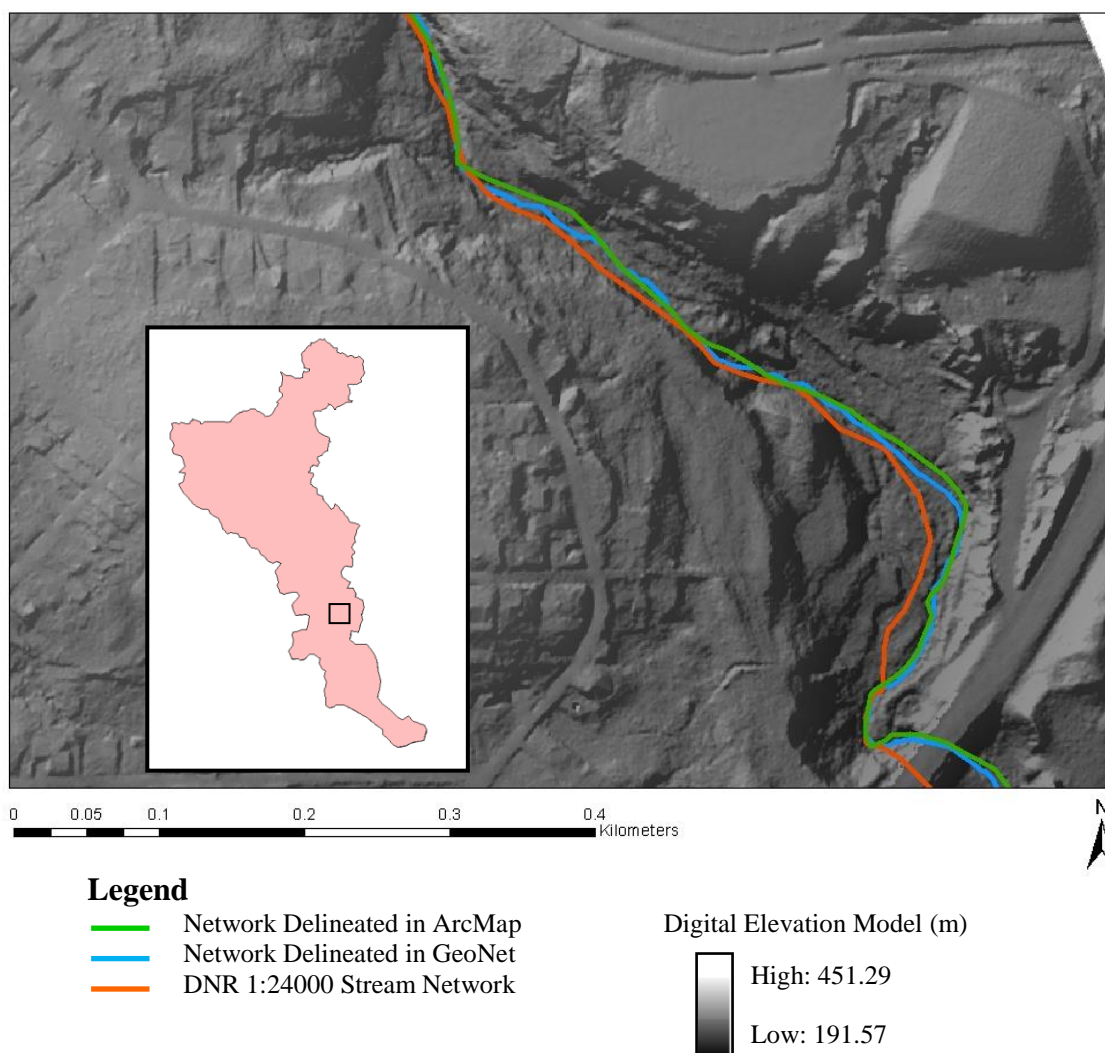 0 0.05 0.1 0.2 0.3 0.4
Kilometers
N
Legend
Network Delineated in ArcMap
Network Delineated in GeoNet
DNR 1:24000 Stream Network
Digital Elevation Model (m)
High: 451.29
Low: 191.57